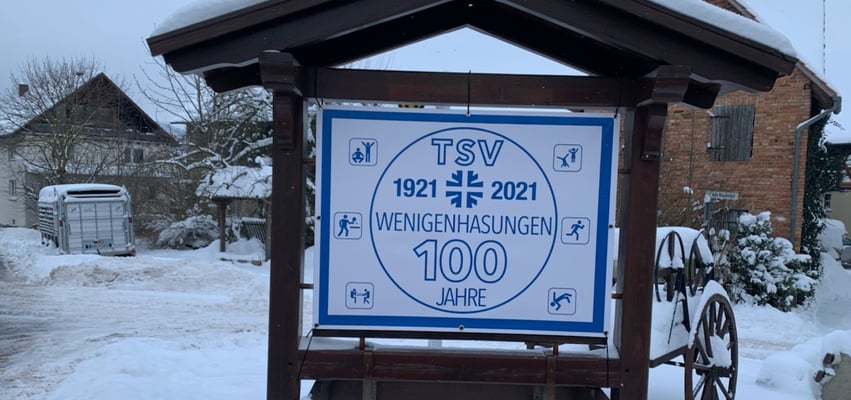 TSV
1921 2021
WENIGENHASUNGEN
100
JAHRE